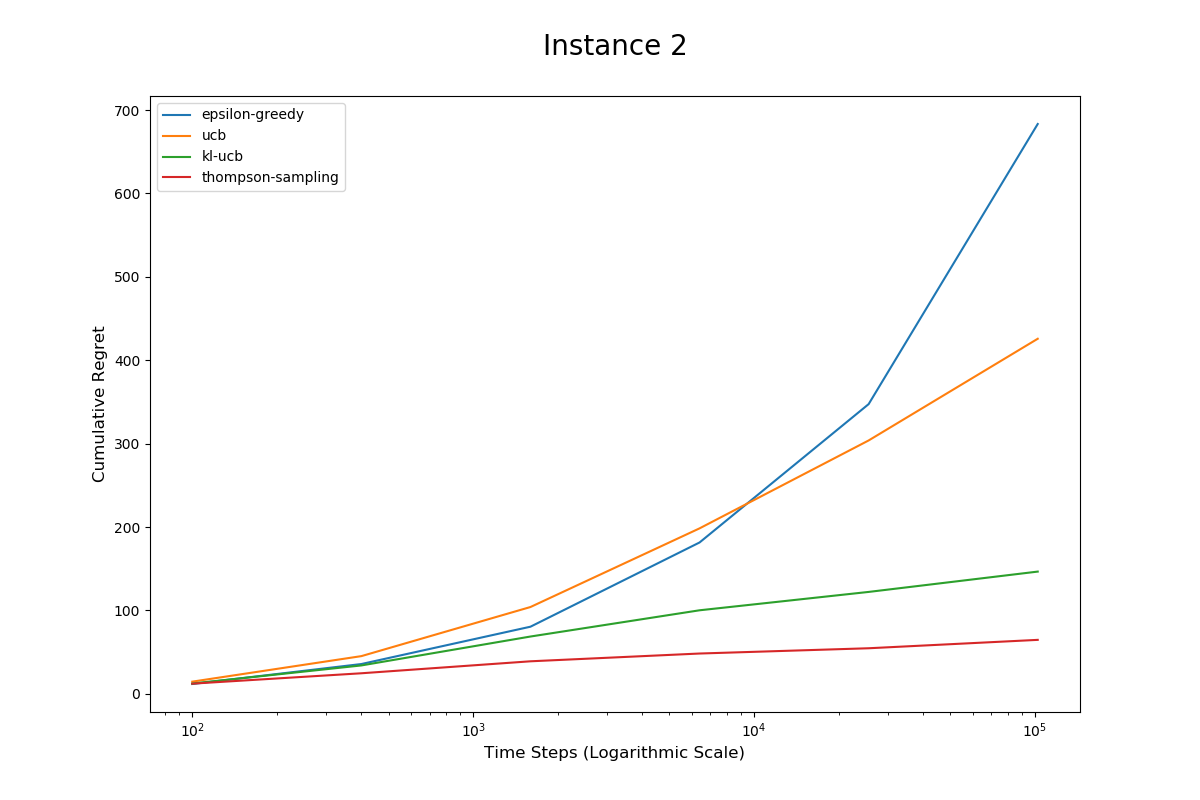 Instance 2
epsilon-greedy
ucb
kl-ucb
thompson-sampling
700
600
500
400
300
200
100
0
Cumulative Regret
10²
10³
10⁴
10⁵
Time Steps (Logarithmic Scale)